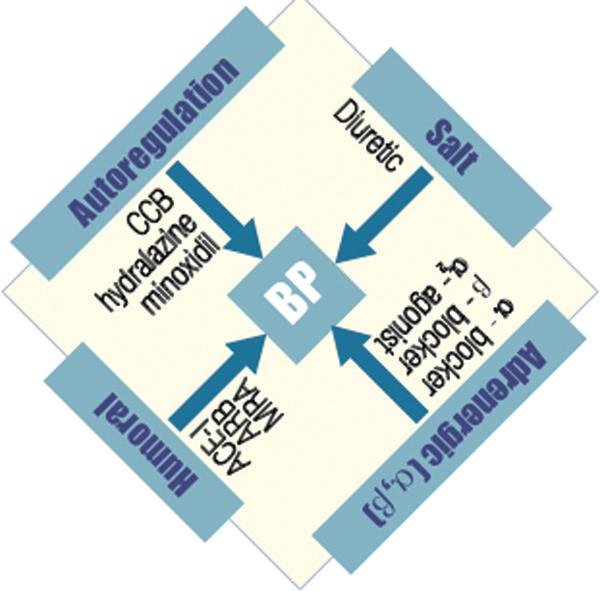 Autoregulation
CCB
hydralazine
minoxidil
Salt
Diuretic
BP
Humoral
ACE-I
ARB
MRA
Adrenergic (α,β)
α- blocker
β- blocker
α₂- agonist